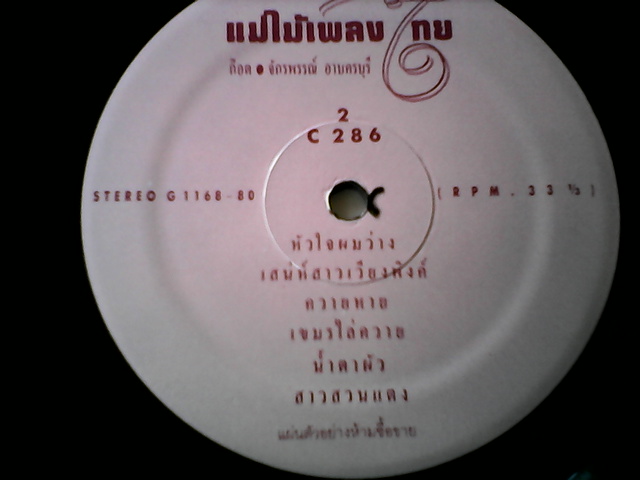 แม่ไม้เพลงไทย
ก๊อต ● จักรพรรณ์ อาบครบุรี
2
C 286
STEREO G 1168-80
( RPM. 33 ⅓ )
หัวใจผมว่าง
เสน่ห์สาวเวียงพิงค์
ควายหาย
เขมรไล่ควาย
น้ำตาผัว
สาวสวนแตง
แผ่นตัวอย่างห้ามซื้อขาย